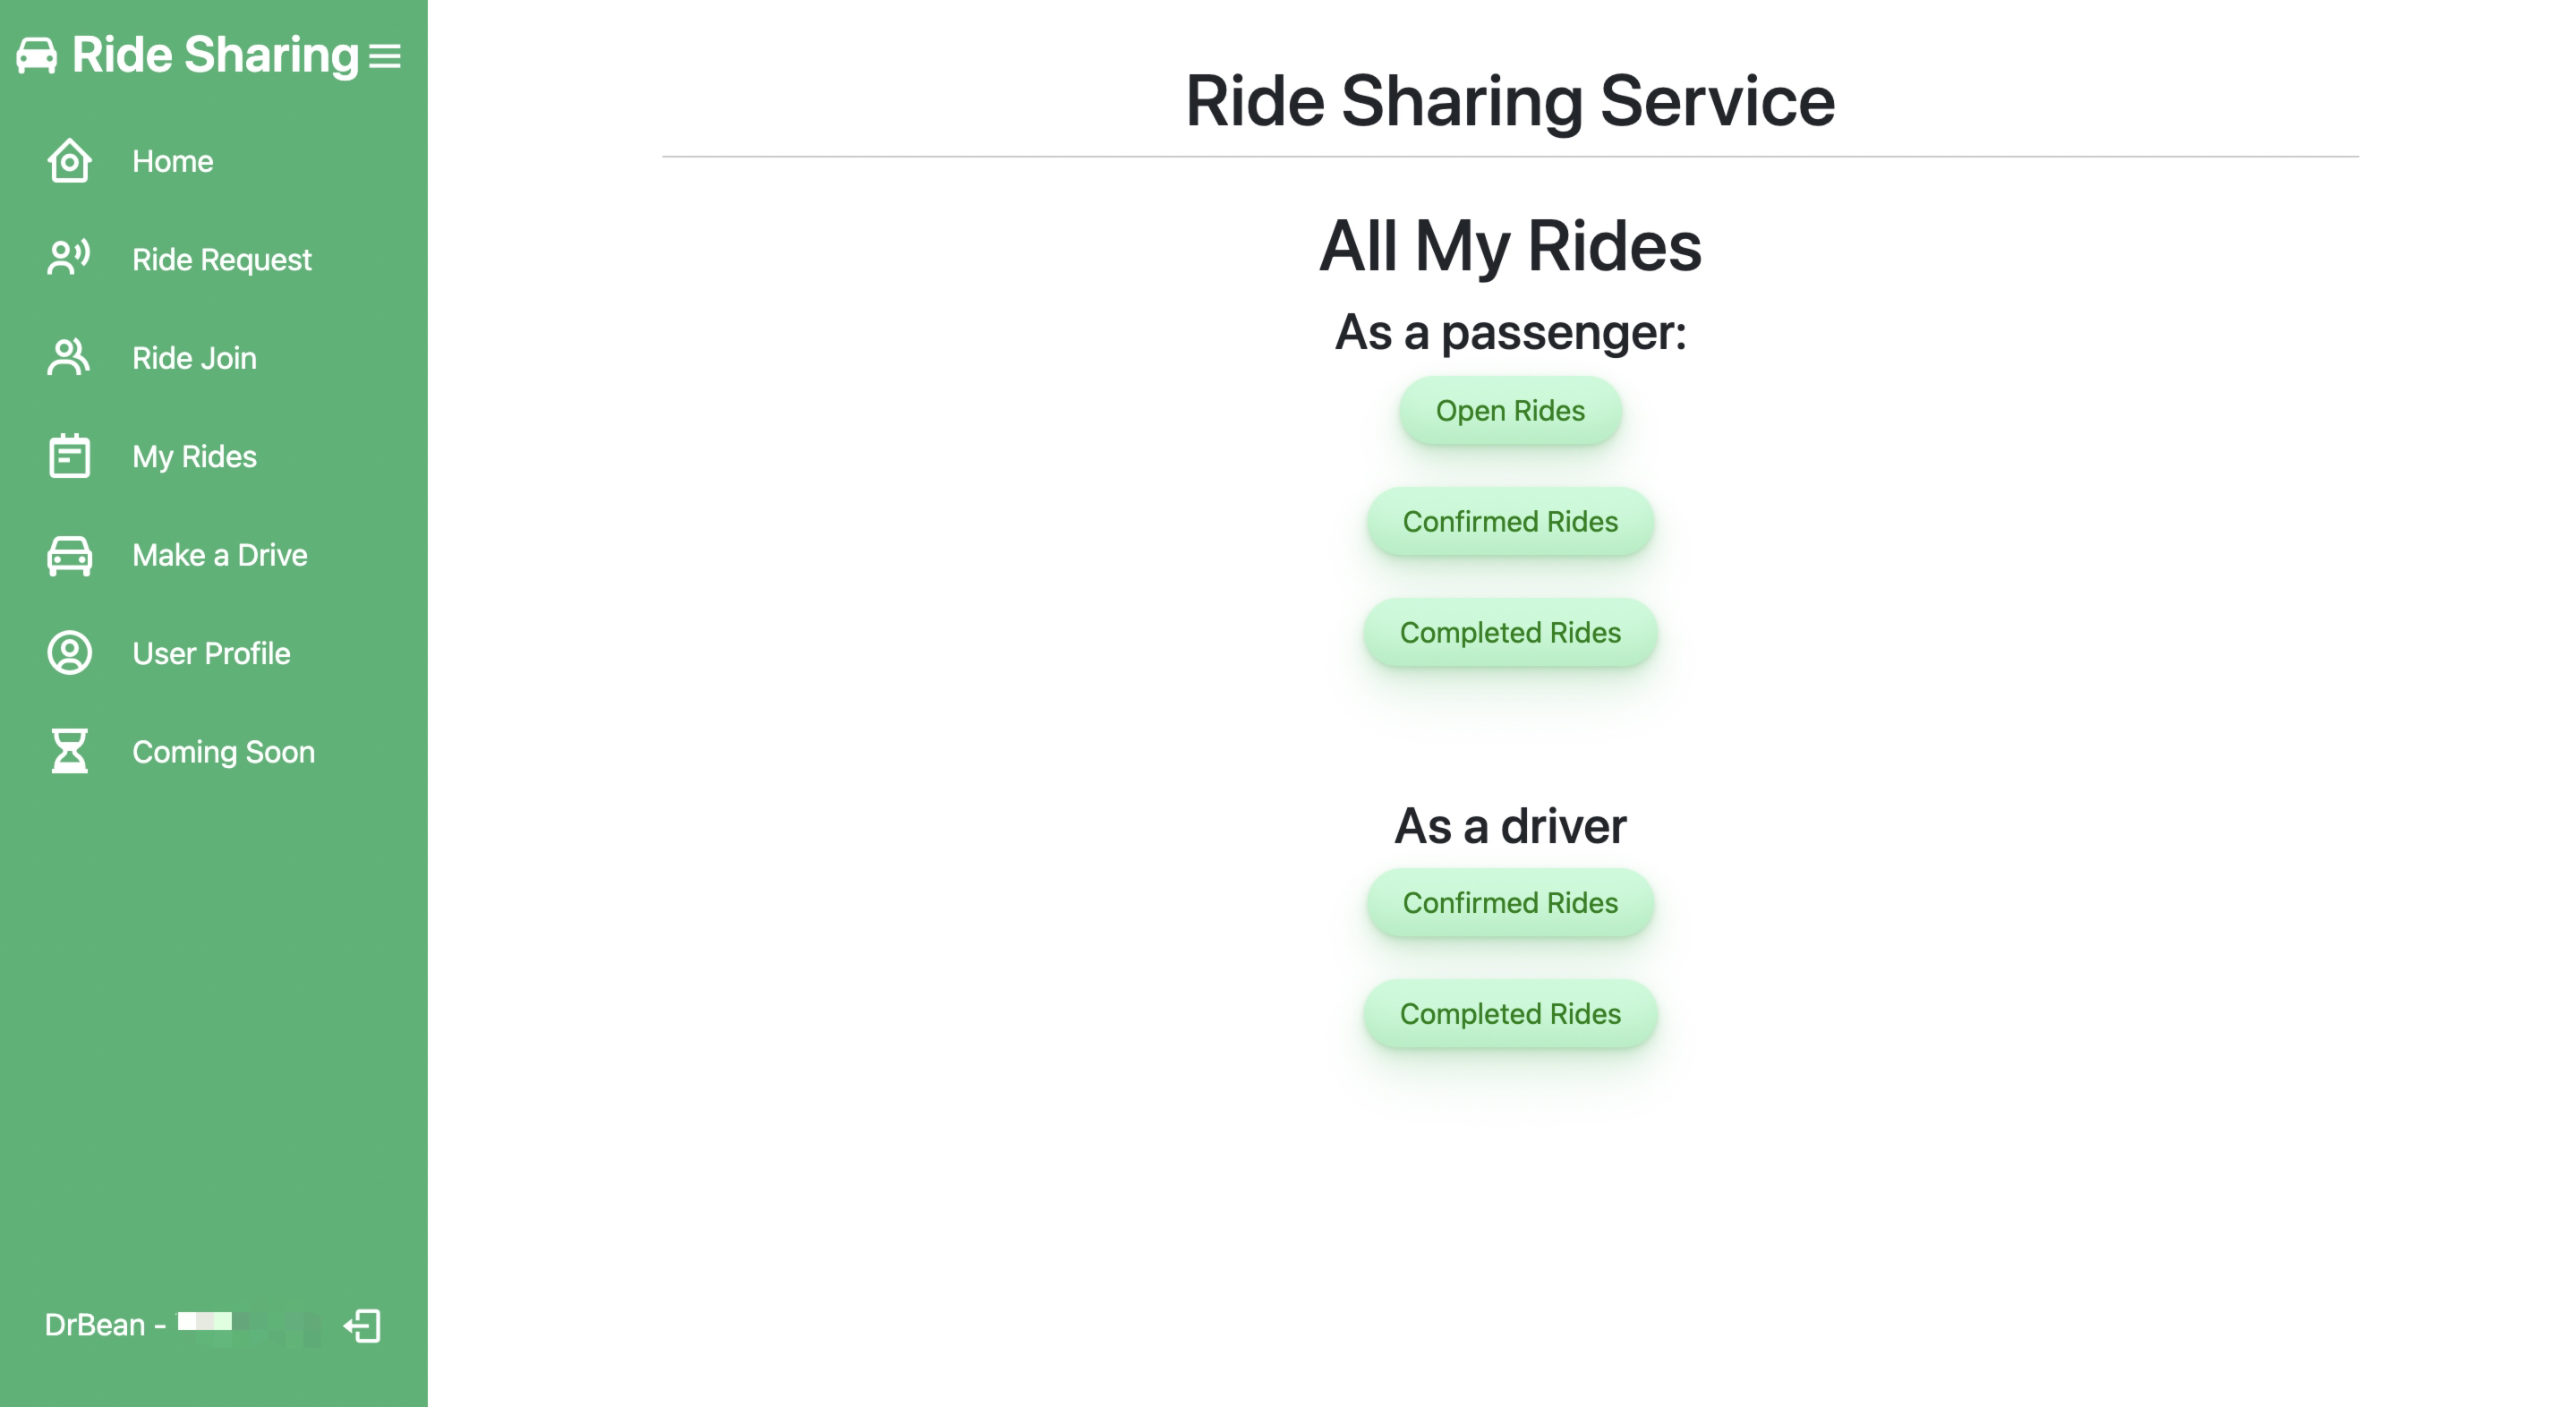 Ride Sharing
Home
Ride Request
Ride Join
My Rides
Make a Drive
User Profile
Coming Soon
DrBean -
Ride Sharing Service
All My Rides
As a passenger:
Open Rides
Confirmed Rides
Completed Rides
As a driver
Confirmed Rides
Completed Rides